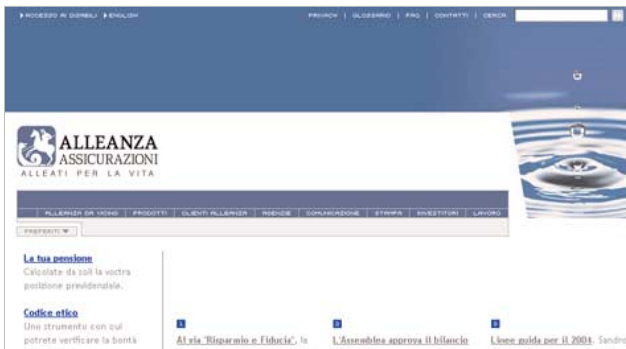 ACCESSO AI DISABILI ENGLISH
PRIVACY | GLOSSARIO | FAQ | CONTATTI | CERCA
ALLEANZA
ASSICURAZIONI
ALLEATI PER LA VITA
ALLEANZA DA VICINO | PRODOTTI | CLIENTI ALLEANZA | AGENZIE | COMUNICAZIONE | STAMPA | INVESTITORI | LAVORO
PREFERITI
La tua pensione
Calcolate da soli la vostra
posizione previdenziale.
Codice etico
Uno strumento con cui
potrete verificare la bontà
1
Al via "Risparmio e Fiducia", la
2
L'Assemblea approva il bilancio
3
Linee guida per il 2004. Sandro